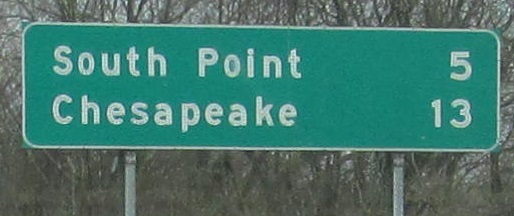 South Point 5
Chesapeake 13